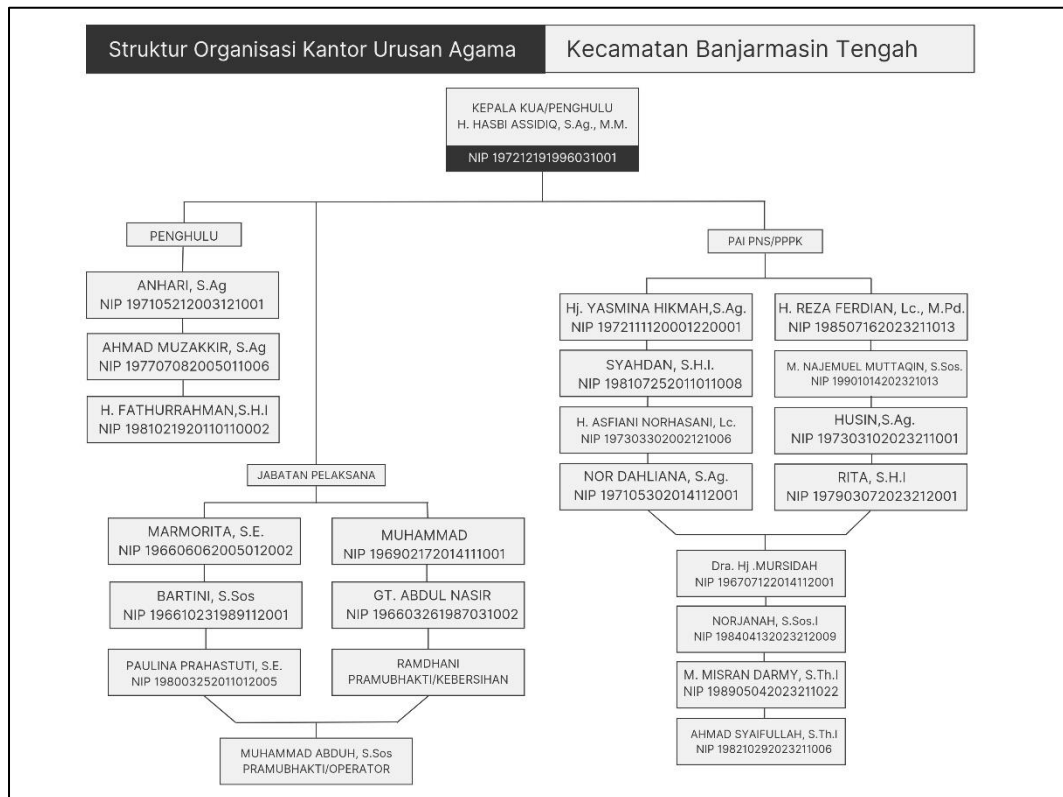 Struktur Organisasi Kantor Urusan Agama
Kecamatan Banjarmasin Tengah
KEPALA KUA/PENGHULU
H. HASBI ASSIDIQ, S.Ag., M.M.
NIP 197212191996031001
PENGHULU
ANHARI, S.Ag
NIP 197105212003121001
AHMAD MUZAKKIR, S.Ag
NIP 197707082005011006
H. FATHURRAHMAN,S.H.I
NIP 1981021920110110002
JABATAN PELAKSANA
MARMORITA, S.E.
NIP 196606062005012002
BARTINI, S.Sos
NIP 196610231989112001
PAULINA PRAHASTUTI, S.E.
NIP 198003252011012005
MUHAMMAD
NIP 196902172014111001
GT. ABDUL NASIR
NIP 196603261987031002
RAMDHANI
PRAMUBHAKTI/KEBERSIHAN
MUHAMMAD ABDUH, S.Sos
PRAMUBHAKTI/OPERATOR
PAI PNS/PPPK
Hj. YASMINA HIKMAH,S.Ag.
NIP 1972111120001220001
SYAHDAN, S.H.I.
NIP 198107252011011008
H. ASFIANI NORHASANI, Lc.
NIP 197303302002121006
NOR DAHLIANA, S.Ag.
NIP 197105302014112001
H. REZA FERDIAN, Lc., M.Pd.
NIP 198507162023211013
M. NAJEMUEL MUTTAQIN, S.Sos.
NIP 19901014202321013
HUSIN,S.Ag.
NIP 197303102023211001
RITA, S.H.I
NIP 197903072023212001
Dra. Hj .MURSIDAH
NIP 196707122014112001
NORJANAH, S.Sos.I
NIP 198404132023212009
M. MISRAN DARMY, S.Th.I
NIP 198905042023211022
AHMAD SYAIFULLAH, S.Th.I
NIP 198210292023211006